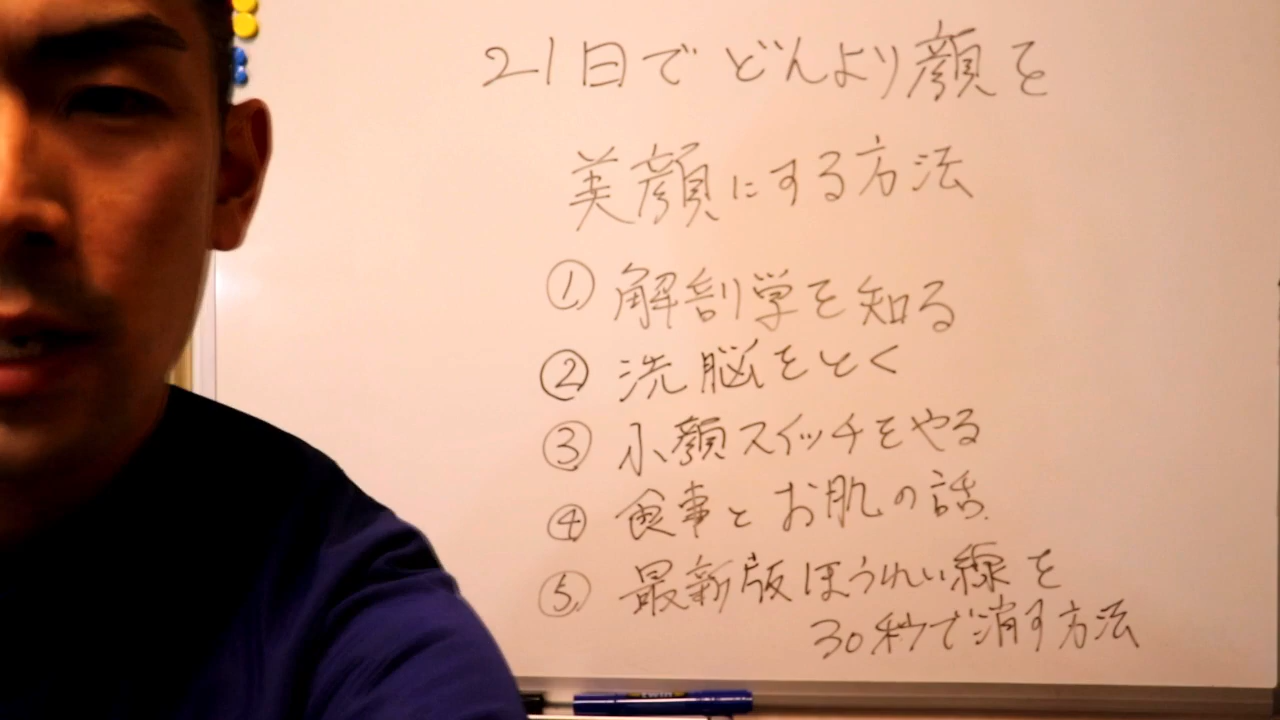 21日でどんより顔を
美顔にする方法
① 解剖学を知る
② 洗脳をとく
③ 小顔スイッチをやる
④ 食事とお肌の話
⑤ 最新版ほうれい線を
30秒で消す方法
twin